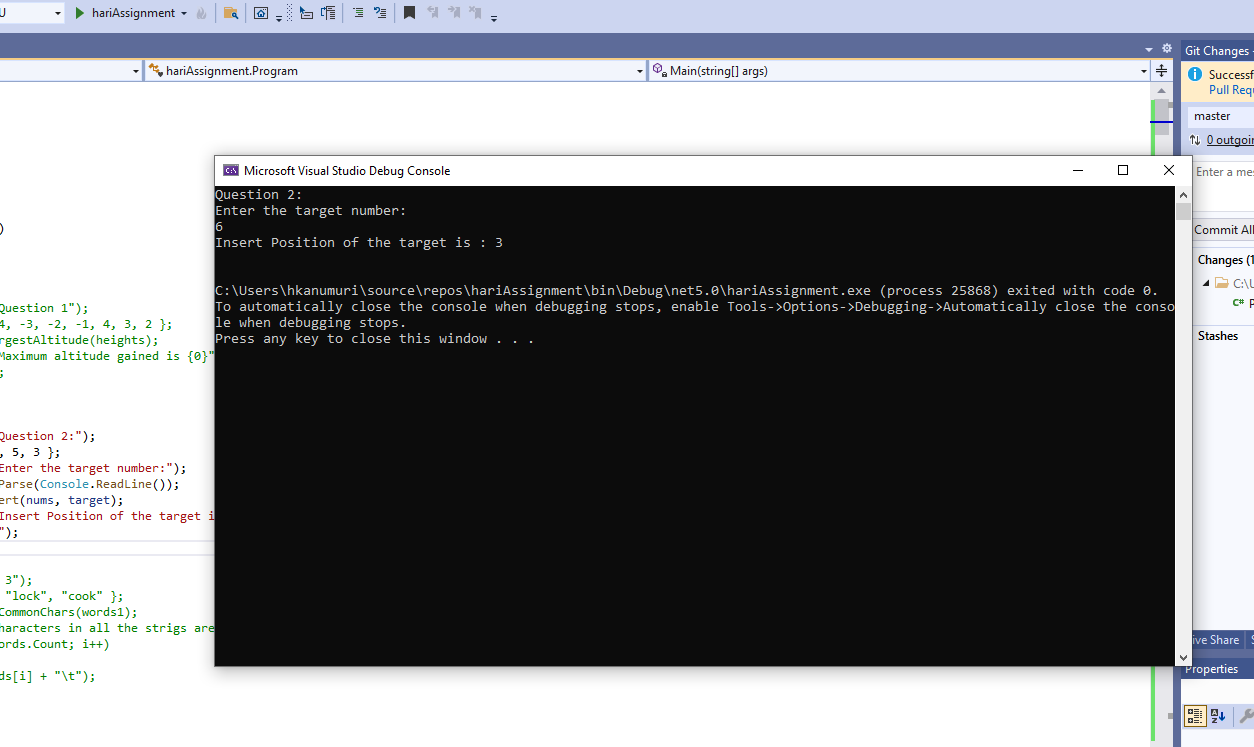 U
hariAssignment
Git Changes -
hariAssignment.Program
Main(string[] args)
Successf
Pull Requ
master
0 outgoin
Enter a mes
Commit All
Changes (1
C:\U
C# P
Stashes
Microsoft Visual Studio Debug Console
Question 2:
Enter the target number:
6
Insert Position of the target is : 3
C:\Users\hkanumuri\source\repos\hariAssignment\bin\Debug\net5.0\hariAssignment.exe (process 25868) exited with code 0.
To automatically close the console when debugging stops, enable Tools->Options->Debugging->Automatically close the conso
le when debugging stops.
Press any key to close this window . . .
)
Question 1");
4, -3, -2, -1, 4, 3, 2 };
rgestAltitude(heights);
Maximum altitude gained is {0}"
;
Question 2:");
, 5, 3 };
Enter the target number:");
Parse(Console.ReadLine());
ert(nums, target);
Insert Position of the target i
");
3");
"lock", "cook" };
CommonChars(words1);
haracters in all the strigs are
ords.Count; i++)
ds[i] + "\t");
ive Share
Properties